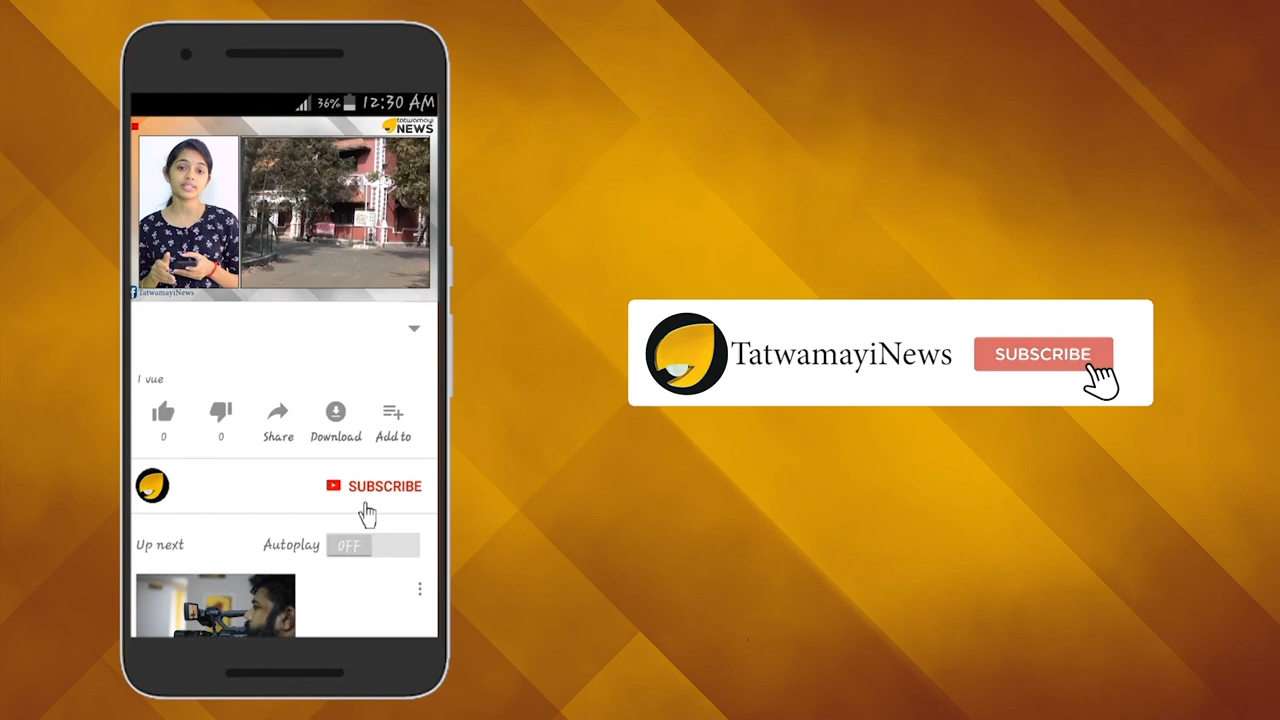 36% 12:30 AM
tatwamayi
NEWS
TatwamayiNews
1 vue
0 0 Share Download Add to
SUBSCRIBE
Up next Autoplay OFF
TatwamayiNews SUBSCRIBE